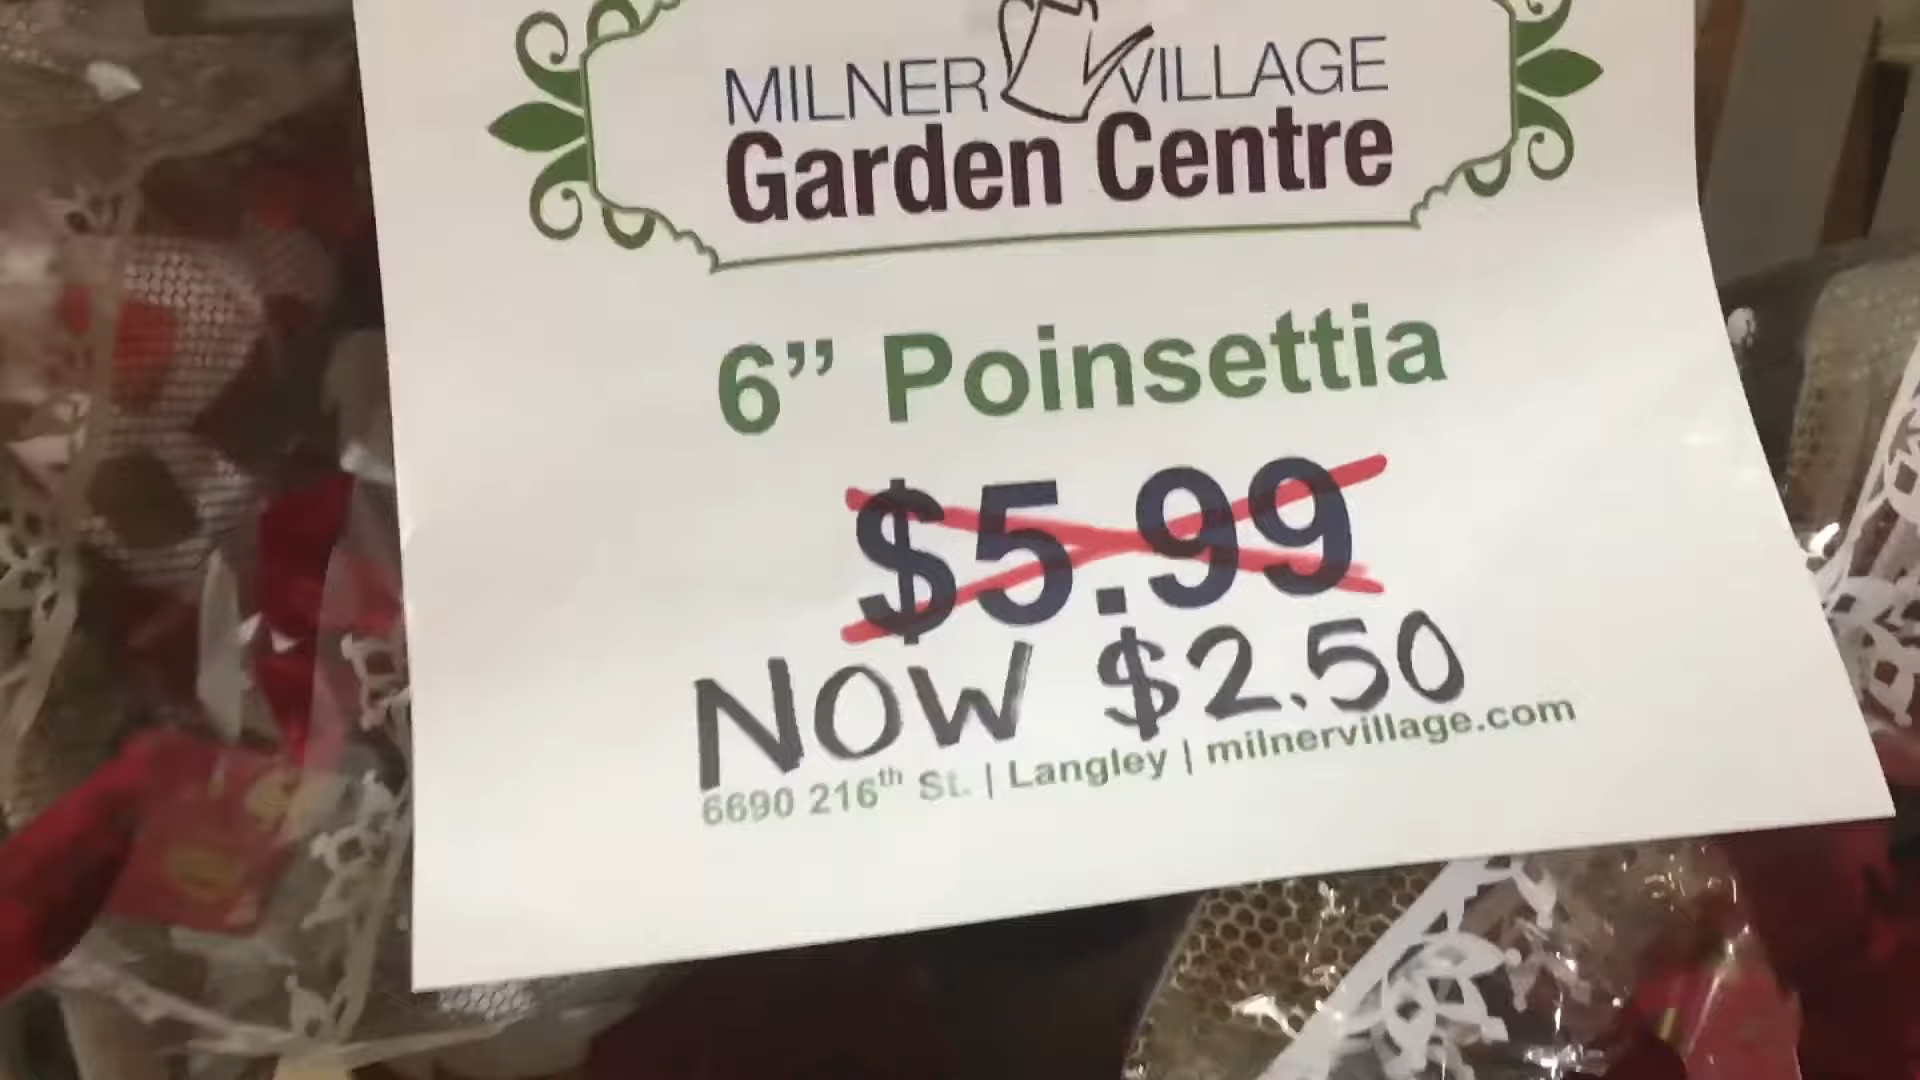 MILNER VILLAGE
Garden Centre
6” Poinsettia
$5.99
NOW $2.50
6690 216th St. | Langley | milnervillage.com